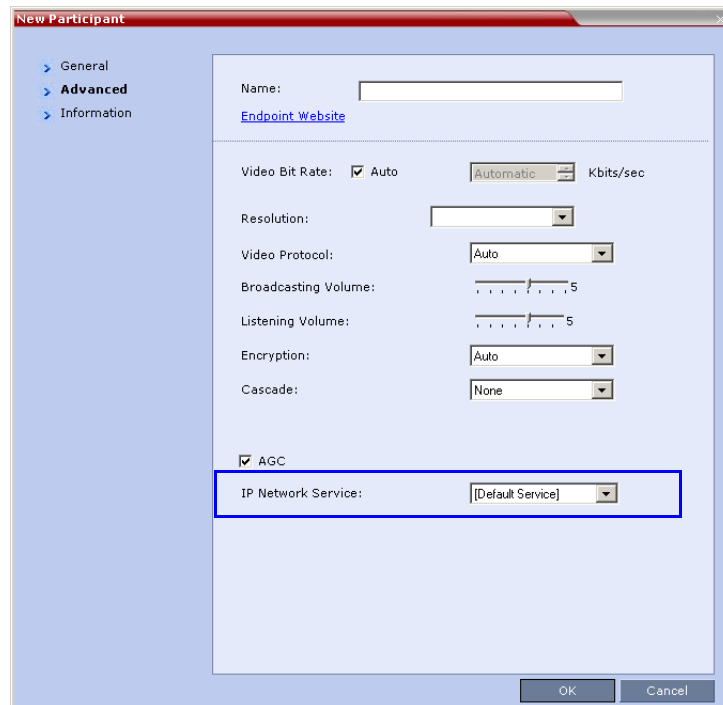 New Participant
General
Advanced
Information
Name:
Endpoint Website
Video Bit Rate: Auto Automatic Kbits/sec
Resolution:
Video Protocol: Auto
Broadcasting Volume: 5
Listening Volume: 5
Encryption: Auto
Cascade: None
AGC
IP Network Service: [Default Service]
OK Cancel